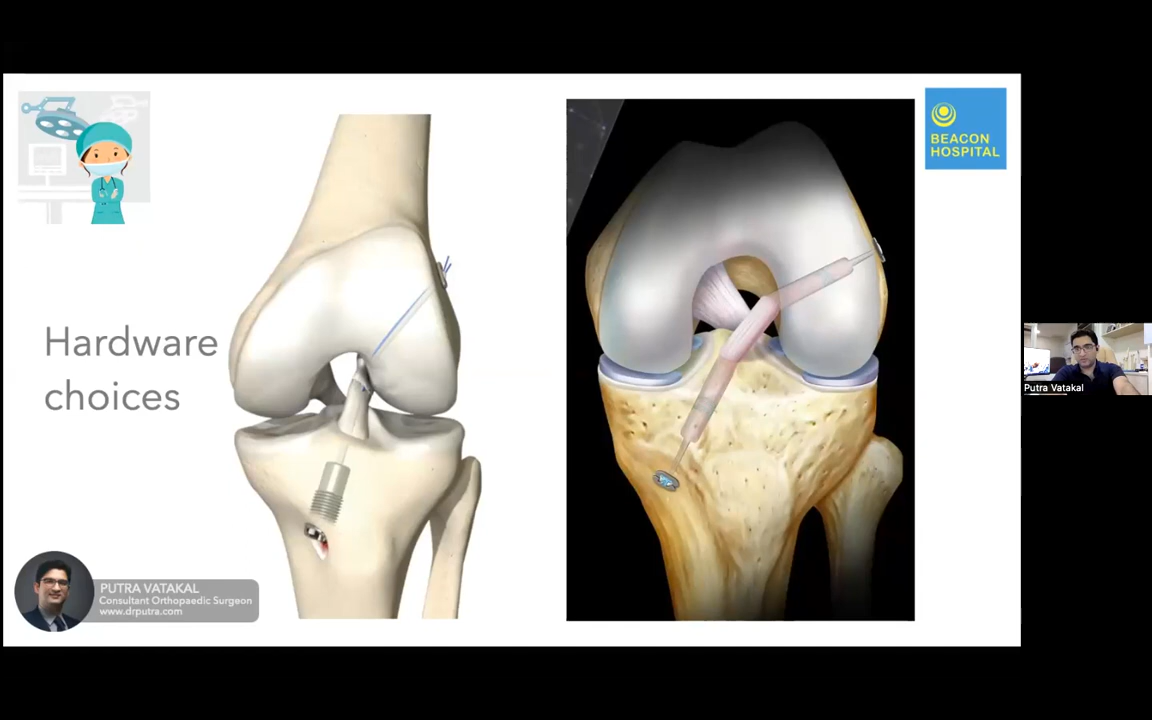 BEACON
HOSPITAL
Hardware
choices
PUTRA VATAKAL
Consultant Orthopaedic Surgeon
www.drputra.com
Putra Vatakal